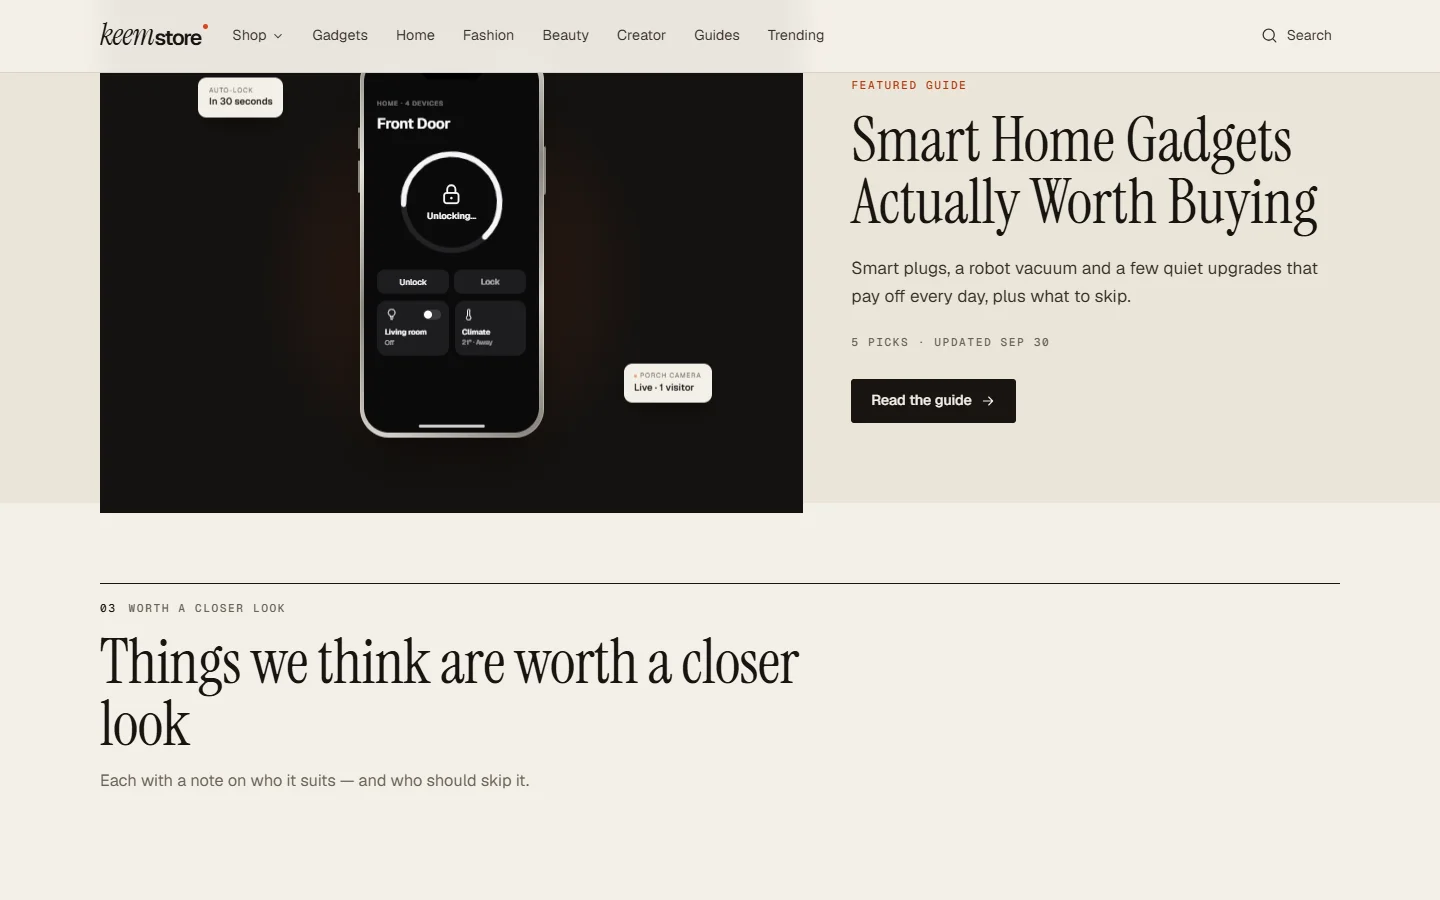 keemstore
Shop
Gadgets
Home
Fashion
Beauty
Creator
Guides
Trending
Search
AUTO-LOCK
In 30 seconds
HOME · 4 DEVICES
Front Door
Unlocking...
Unlock
Lock
Living room
Off
Climate
21° · Away
PORCH CAMERA
Live · 1 visitor
FEATURED GUIDE
Smart Home Gadgets
Actually Worth Buying
Smart plugs, a robot vacuum and a few quiet upgrades that
pay off every day, plus what to skip.
5 PICKS · UPDATED SEP 30
Read the guide →
03 WORTH A CLOSER LOOK
Things we think are worth a closer
look
Each with a note on who it suits — and who should skip it.